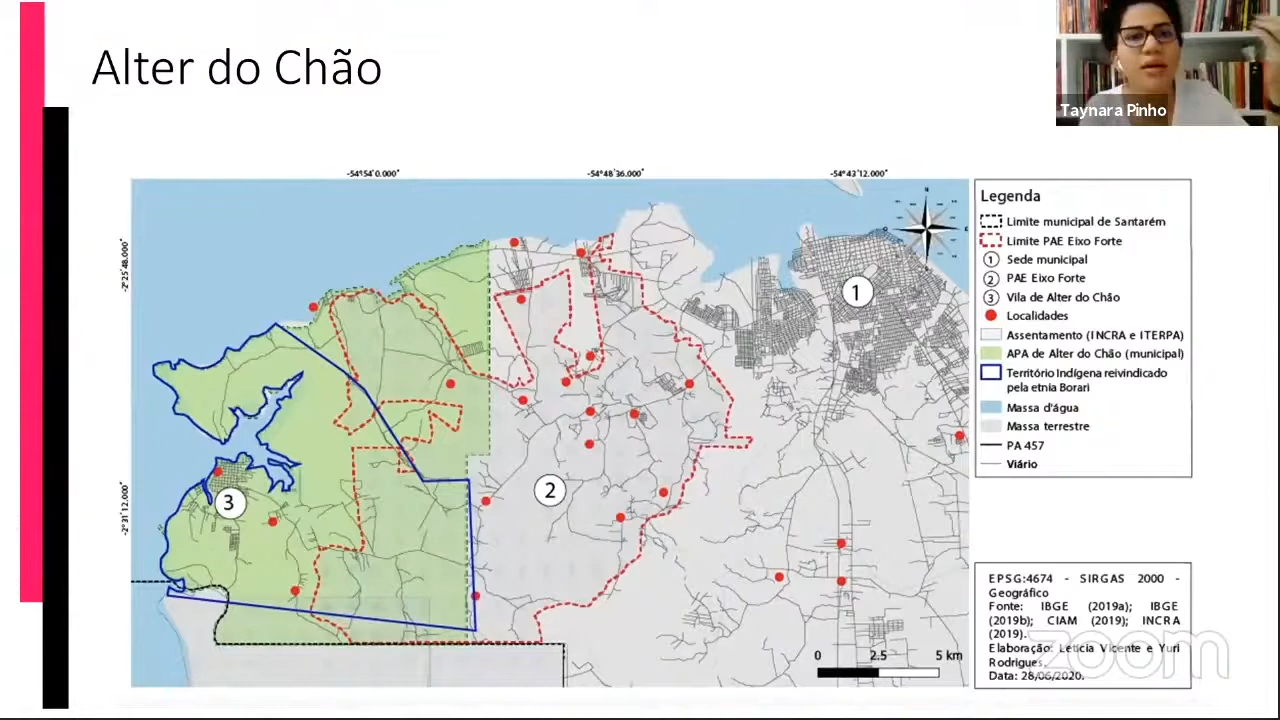 Alter do Chão
Taynara Pinho
-54°54'0.000"
-54°48'36.000"
-54°43'12.000"
-2°25'48.000"
-2°31'12.000"
N
1
2
3
0 2.5 5 km
Legenda
Limite municipal de Santarém
Limite PAE Eixo Forte
1 Sede municipal
2 PAE Eixo Forte
3 Vila de Alter do Chão
Localidades
Assentamento (INCRA e ITERPA)
APA de Alter do Chão (municipal)
Território Indígena reivindicado
pela etnia Borari
Massa d'água
Massa terrestre
PA 457
Viário
EPSG:4674 - SIRGAS 2000 -
Geográfico
Fonte: IBGE (2019a); IBGE
(2019b); CIAM (2019); INCRA
(2019).
Elaboração: Letícia Vicente e Yuri
Rodrigues.
Data: 28/06/2020.
zoom